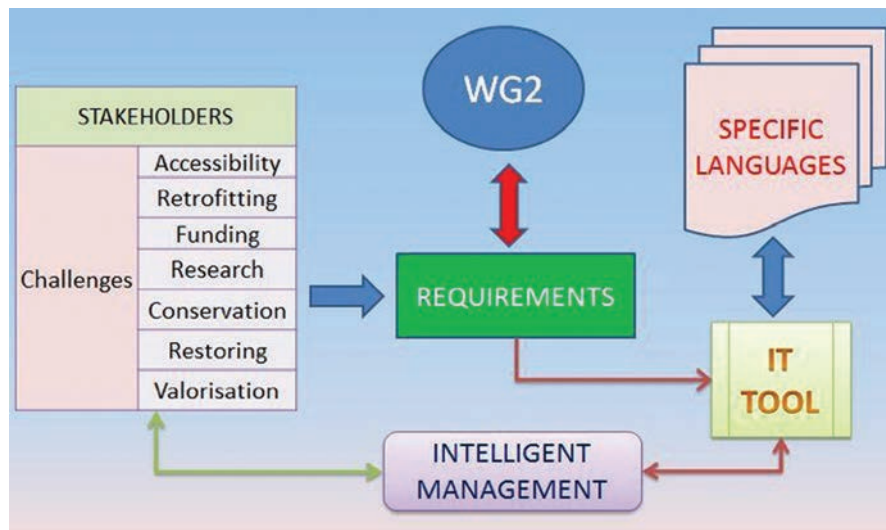 STAKEHOLDERS
Challenges
Accessibility
Retrofitting
Funding
Research
Conservation
Restoring
Valorisation
WG2
REQUIREMENTS
SPECIFIC
LANGUAGES
IT
TOOL
INTELLIGENT
MANAGEMENT